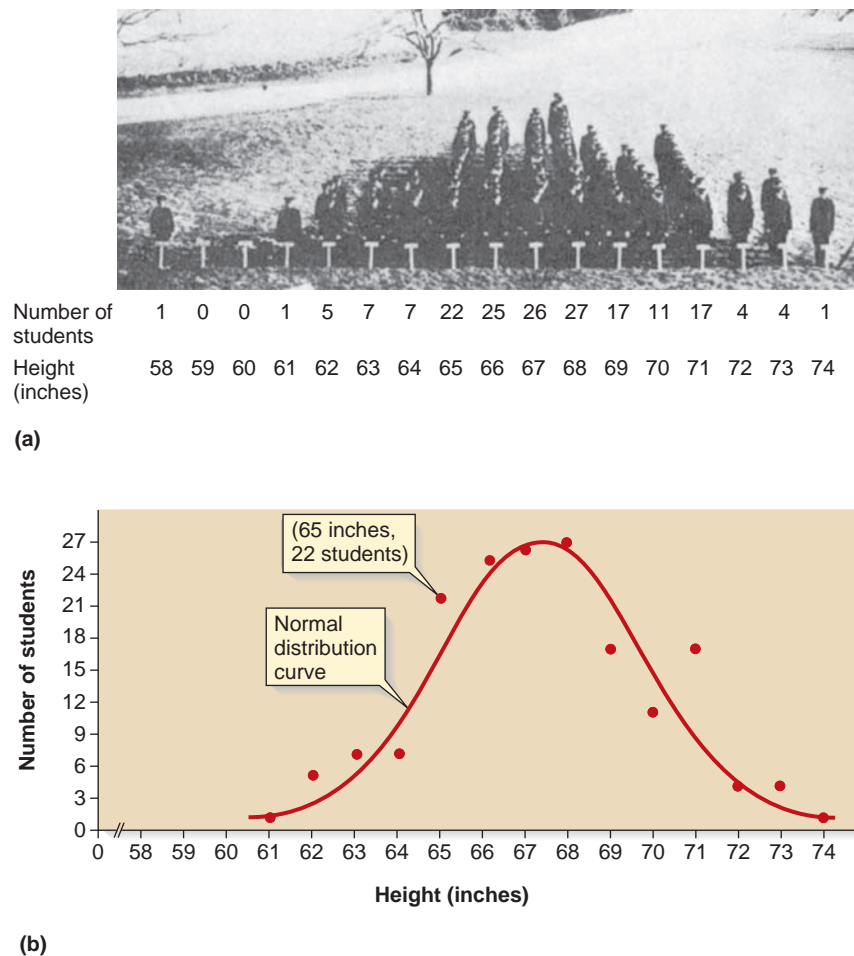 Number of students 1 0 0 1 5 7 7 22 25 26 27 17 11 17 4 4 1
Height (inches) 58 59 60 61 62 63 64 65 66 67 68 69 70 71 72 73 74
(a)
(65 inches,
22 students)
Normal
distribution
curve
Number of students
27
24
21
18
15
12
9
6
3
0
0 58 59 60 61 62 63 64 65 66 67 68 69 70 71 72 73 74
Height (inches)
(b)